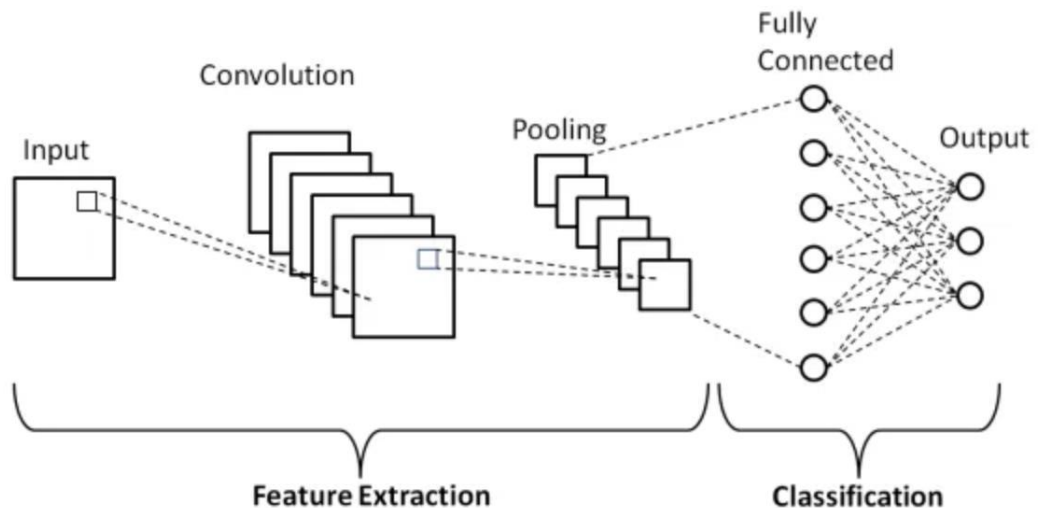 Input
Convolution
Pooling
Fully
Connected
Output
Feature Extraction
Classification